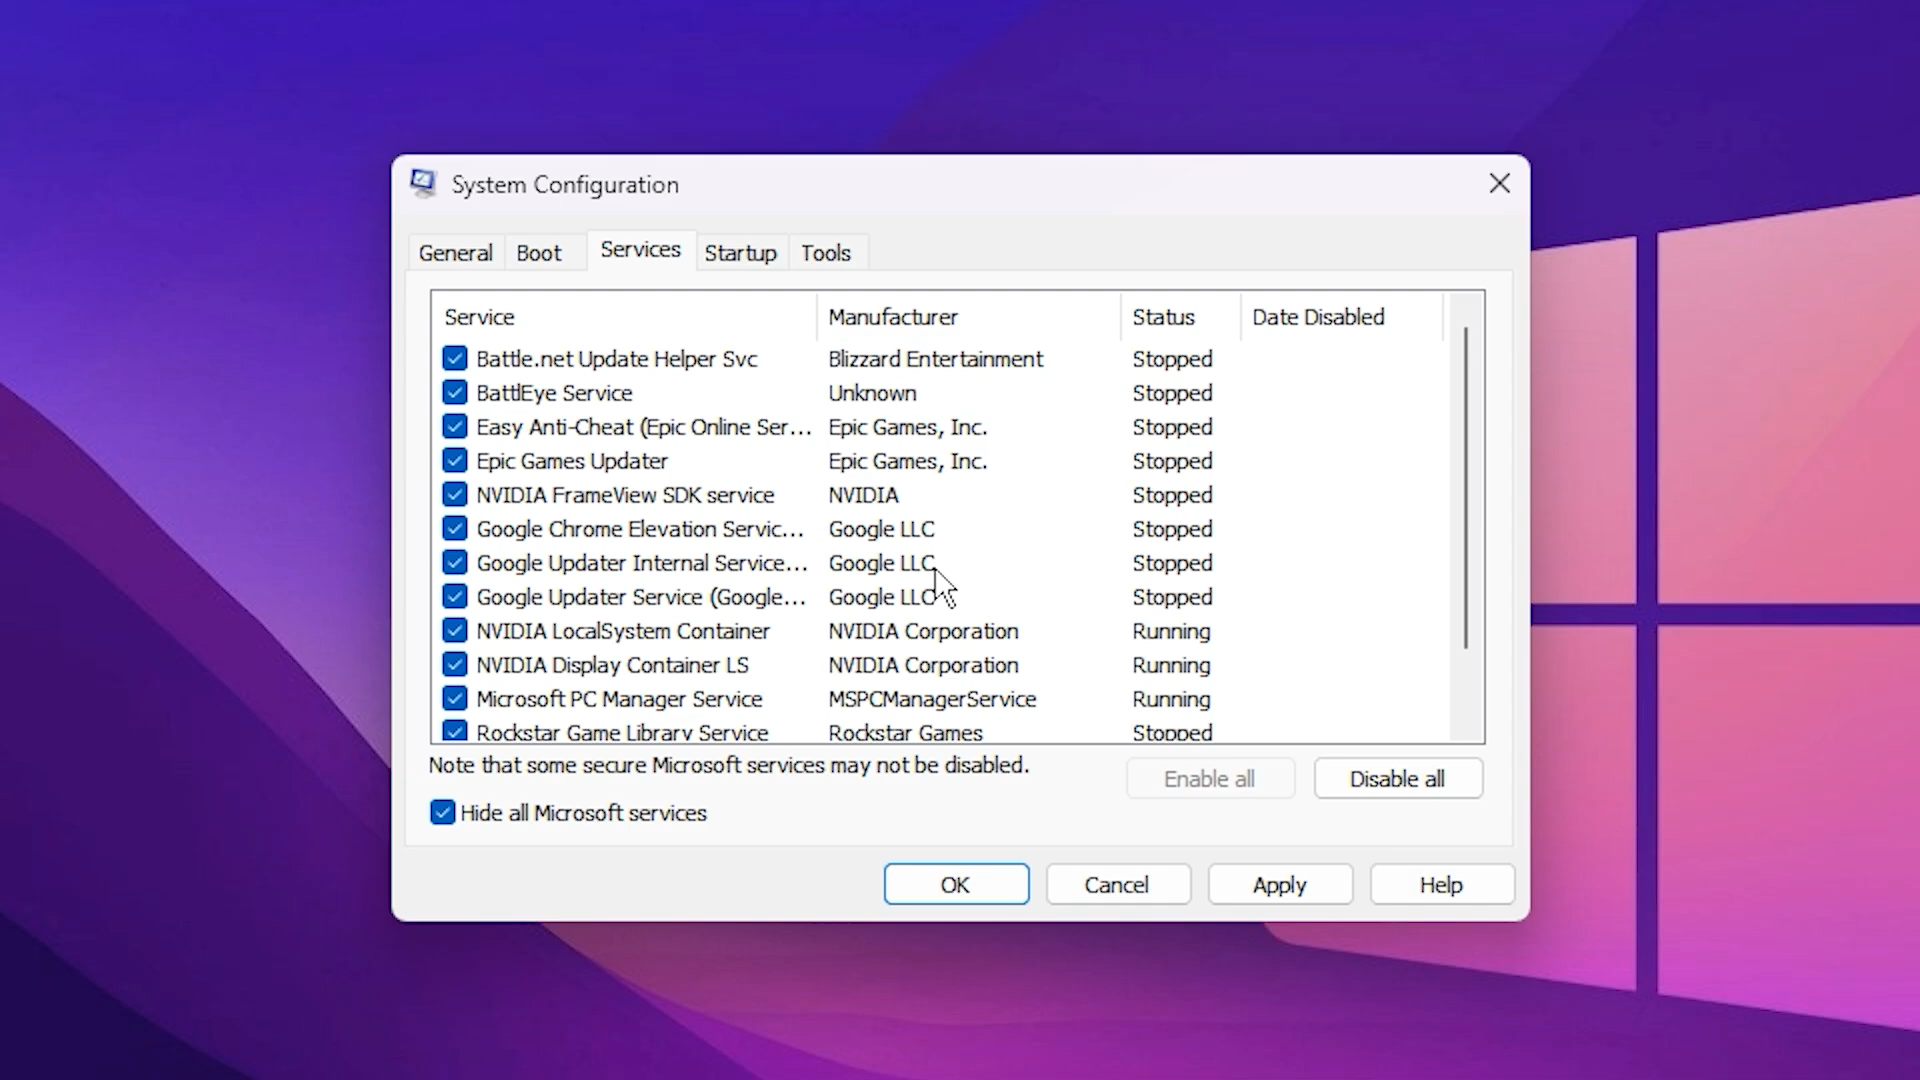 System Configuration
General Boot Services Startup Tools
Service Manufacturer Status Date Disabled
Battle.net Update Helper Svc Blizzard Entertainment Stopped
BattlEye Service Unknown Stopped
Easy Anti-Cheat (Epic Online Ser... Epic Games, Inc. Stopped
Epic Games Updater Epic Games, Inc. Stopped
NVIDIA FrameView SDK service NVIDIA Stopped
Google Chrome Elevation Servic... Google LLC Stopped
Google Updater Internal Service... Google LLC Stopped
Google Updater Service (Google... Google LLC Stopped
NVIDIA LocalSystem Container NVIDIA Corporation Running
NVIDIA Display Container LS NVIDIA Corporation Running
Microsoft PC Manager Service MSPCManagerService Running
Rockstar Game Library Service Rockstar Games Stopped
Note that some secure Microsoft services may not be disabled.
Enable all Disable all
Hide all Microsoft services
OK Cancel Apply Help